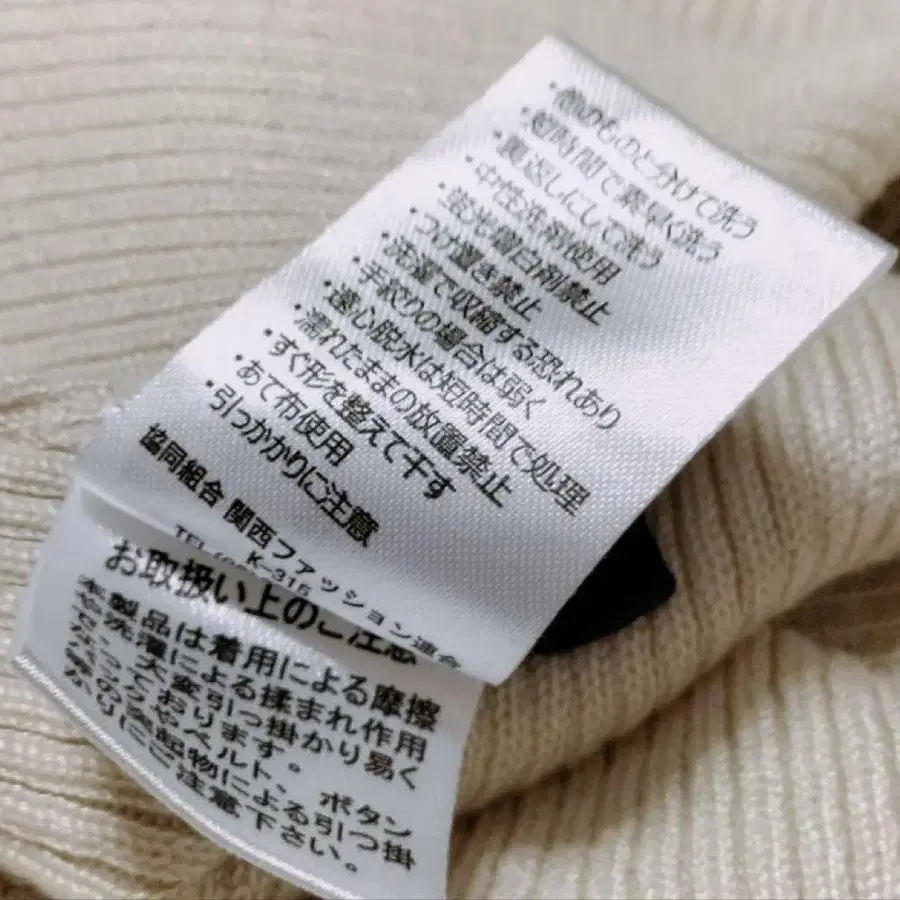 ・他のものと分けて洗う
・短時間で素早く洗う
・裏返しにして洗う
・中性洗剤使用
・蛍光増白剤禁止
・つけ置き禁止
・洗濯で収縮する恐れあり
・手絞りの場合は弱く
・遠心脱水は短時間で処理
・濡れたままの放置禁止
・すぐ形を整えて干す
・あて布使用
・引っかかりに注意
協同組合 関西ファッション連合
K-316
お取扱い上のご注意
本製品は着用による摩擦
や洗濯による揉まれ作用
で、大変引つ掛かり易く
なっております。
ベルト、ボタン
突起物による引つ掛
かりにご注意下さい。